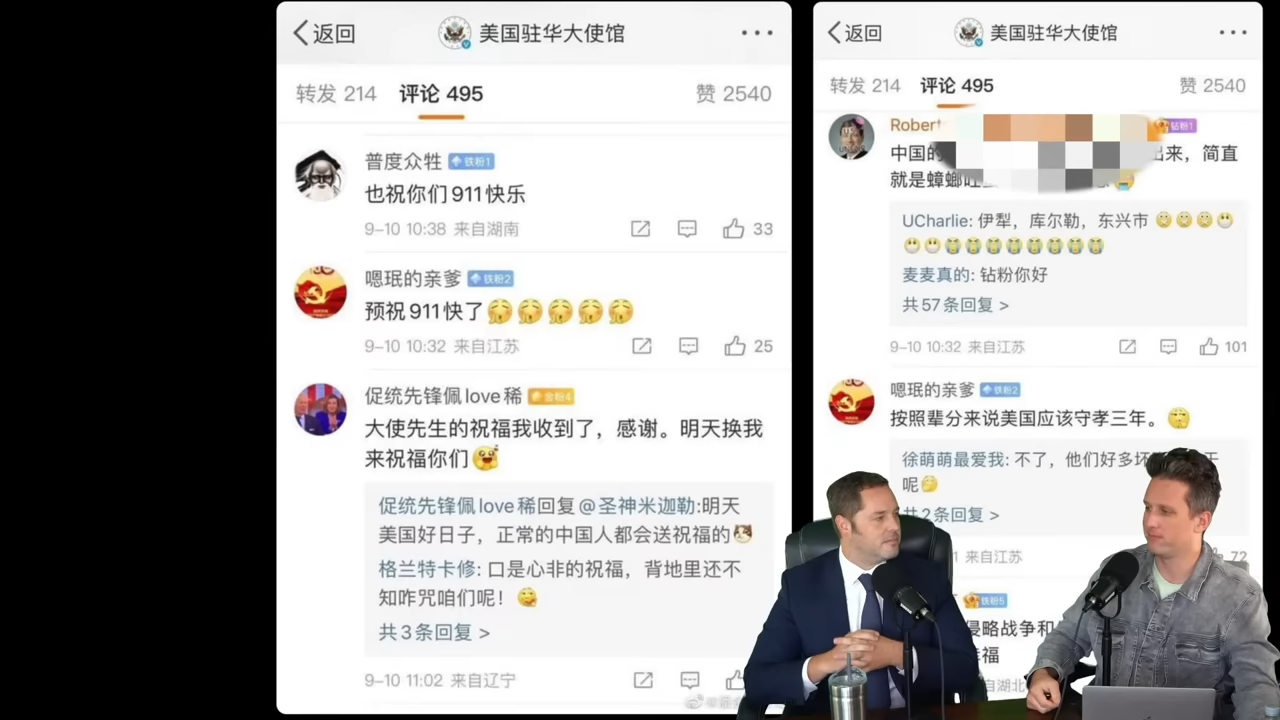 返回
美国驻华大使馆
转发 214
评论 495
赞 2540
普度众牲 铁粉1
也祝你们911快乐
9-10 10:38 来自湖南
33
嗯珉的亲爹 铁粉2
预祝911快了
9-10 10:32 来自江苏
25
促统先锋佩love稀 金粉4
大使先生的祝福我收到了，感谢。明天换我
来祝福你们
促统先锋佩love稀回复@圣神米迦勒:明天
美国好日子，正常的中国人都会送祝福的
格兰特卡修: 口是心非的祝福，背地里还不
知咋咒咱们呢！
共3条回复 >
9-10 11:02 来自辽宁
返回
美国驻华大使馆
转发 214
评论 495
赞 2540
Robert 钻粉1
中国的 出来，简直
就是蟑螂
UCharlie: 伊犁，库尔勒，东兴市
麦麦真的: 钻粉你好
共57条回复 >
9-10 10:32 来自江苏
101
嗯珉的亲爹 铁粉2
按照辈分来说美国应该守孝三年。
徐萌萌最爱我: 不了，他们好多坏
呢
共2条回复 >
来自江苏
72
铁粉5
侵略战争和
福
自湖北